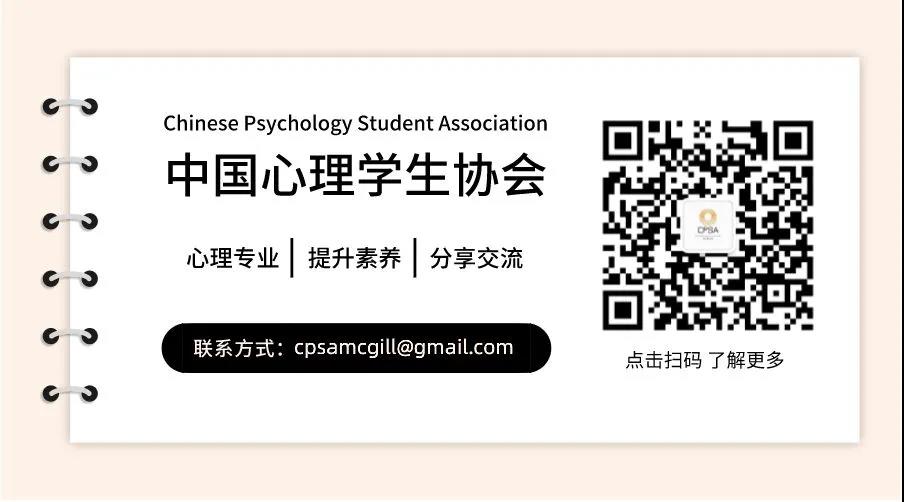 Chinese Psychology Student Association
中国心理学生协会
心理专业 | 提升素养 | 分享交流
联系方式：cpsamcgill@gmail.com
CPSA
点击扫码 了解更多